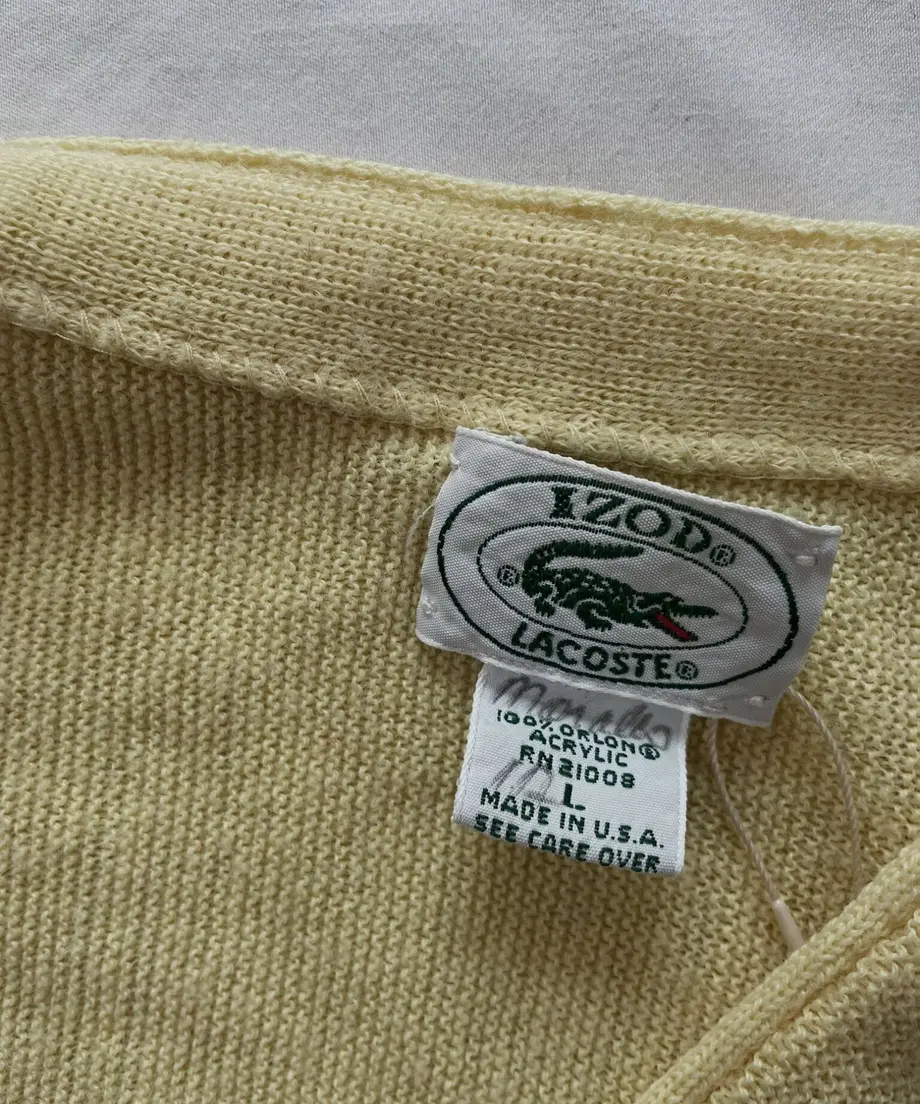 IZOD®
®
LACOSTE®
100% ORLON®
ACRYLIC
RN 21008
L
MADE IN U.S.A.
SEE CARE OVER